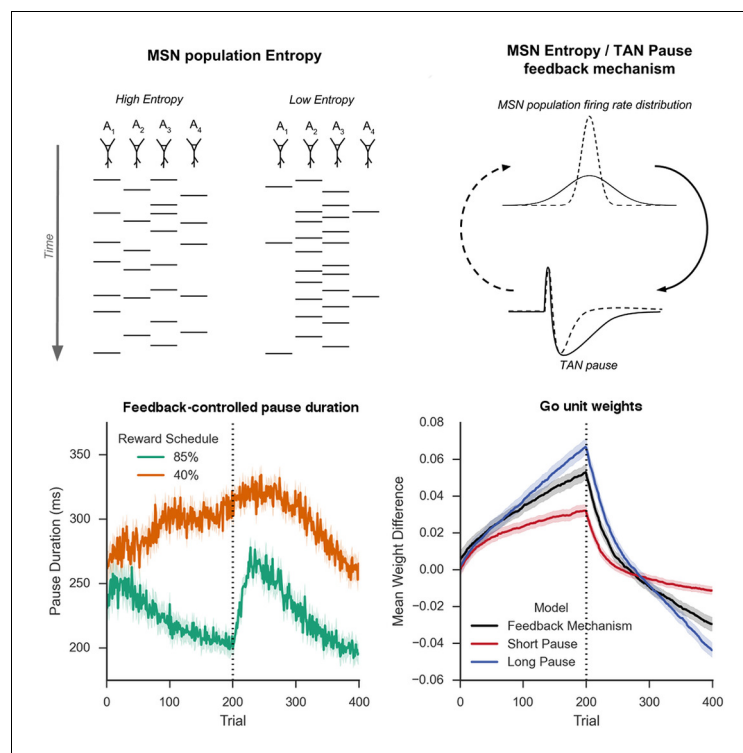 MSN population Entropy
High Entropy
Low Entropy
A1 A2 A3 A4
A1 A2 A3 A4
Time
MSN Entropy / TAN Pause
feedback mechanism
MSN population firing rate distribution
TAN pause
Feedback-controlled pause duration
Reward Schedule
85%
40%
Pause Duration (ms)
350
300
250
200
0 100 200 300 400
Trial
Go unit weights
Mean Weight Difference
0.08
0.06
0.04
0.02
0.00
−0.02
−0.04
−0.06
Model
Feedback Mechanism
Short Pause
Long Pause
0 100 200 300 400
Trial